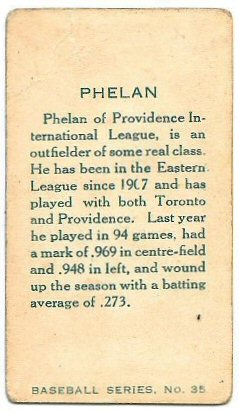 PHELAN
Phelan of Providence In-
ternational League, is an
outfielder of some real class.
He has been in the Eastern
League since 1907 and has
played with both Toronto
and Providence. Last year
he played in 94 games, had
a mark of .969 in centre-field
and .948 in left, and wound
up the season with a batting
average of .273.
BASEBALL SERIES, No. 35